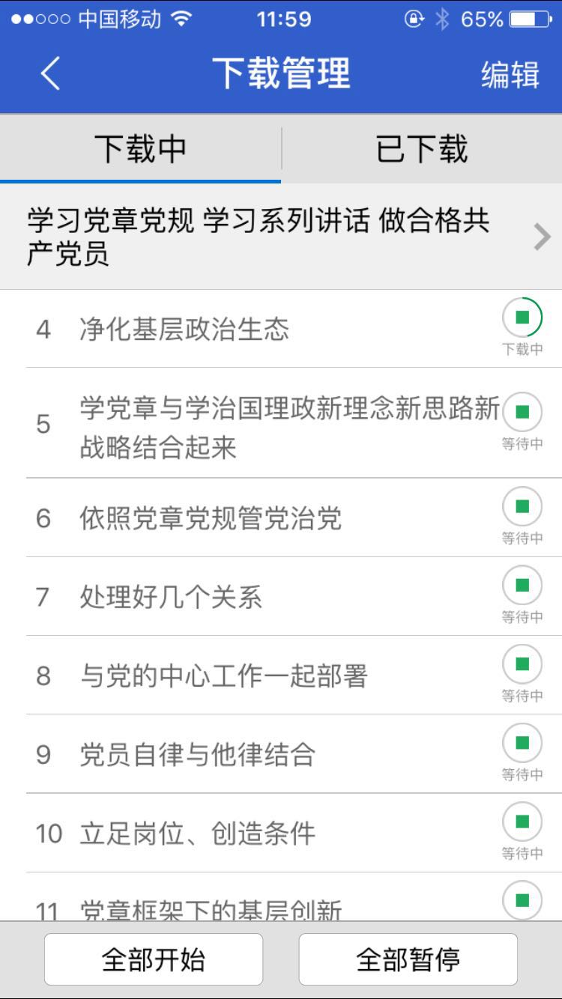 中国移动 11:59 65%
下载管理 编辑
下载中 已下载
学习党章党规 学习系列讲话 做合格共
产党员
4 净化基层政治生态
下载中
5 学党章与学治国理政新理念新思路新
战略结合起来
等待中
6 依照党章党规管党治党
等待中
7 处理好几个关系
等待中
8 与党的中心工作一起部署
等待中
9 党员自律与他律结合
等待中
10 立足岗位、创造条件
等待中
11 党章框架下的基层创新
全部开始 全部暂停